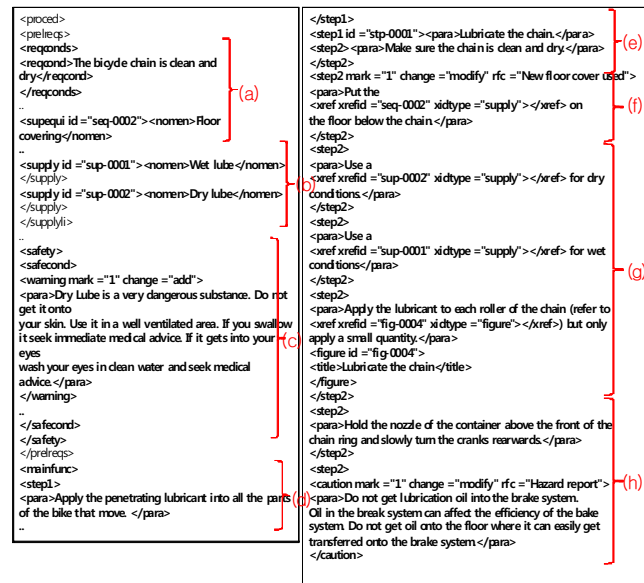 <proced>
<prelreqs>
<reqconds>
<reqcond>The bicycle chain is clean and
dry</reqcond>
</reqconds>
..
<supequi id ="seq-0002"><nomen>Floor
covering</nomen>
..
<supply id ="sup-0001"><nomen>Wet lube</nomen>
</supply>
<supply id ="sup-0002"><nomen>Dry lube</nomen>
</supply>
</supplyli>
..
<safety>
<safecond>
<warning mark ="1" change ="add">
<para>Dry Lube is a very dangerous substance. Do not
get it onto
your skin. Use it in a well ventilated area. If you swallow
it seek immediate medical advice. If it gets into your
eyes
wash your eyes in clean water and seek medical
advice.</para>
</warning>
..
</safecond>
</safety>
</prelreqs>
<mainfunc>
<step1>
<para>Apply the penetrating lubricant into all the parts
of the bike that move. </para>
..
(a)
(b)
(c)
(d)
</step1>
<step1 id ="stp-0001"><para>Lubricate the chain.</para>
<step2><para>Make sure the chain is clean and dry.</para>
</step2>
<step2 mark ="1" change ="modify" rfc ="New floor cover used">
<para>Put the
<xref xrefid ="seq-0002" xidtype ="supply"></xref> on
the floor below the chain.</para>
</step2>
<step2>
<para>Use a
<xref xrefid ="sup-0002" xidtype ="supply"></xref> for dry
conditions.</para>
</step2>
<step2>
<para>Use a
<xref xrefid ="sup-0001" xidtype ="supply"></xref> for wet
conditions</para>
</step2>
<step2>
<para>Apply the lubricant to each roller of the chain (refer to
<xref xrefid ="fig-0004" xidtype ="figure"></xref>) but only
apply a small quantity.</para>
<figure id ="fig-0004">
<title>Lubricate the chain</title>
</figure>
</step2>
<step2>
<para>Hold the nozzle of the container above the front of the
chain ring and slowly turn the cranks rearwards.</para>
</step2>
<step2>
<caution mark ="1" change ="modify" rfc ="Hazard report">
<para>Do not get lubrication oil into the brake system.
Oil in the break system can affect the efficiency of the bake
system. Do not get oil onto the floor where it can easily get
transferred onto the brake system.</para>
</caution>
(e)
(f)
(g)
(h)